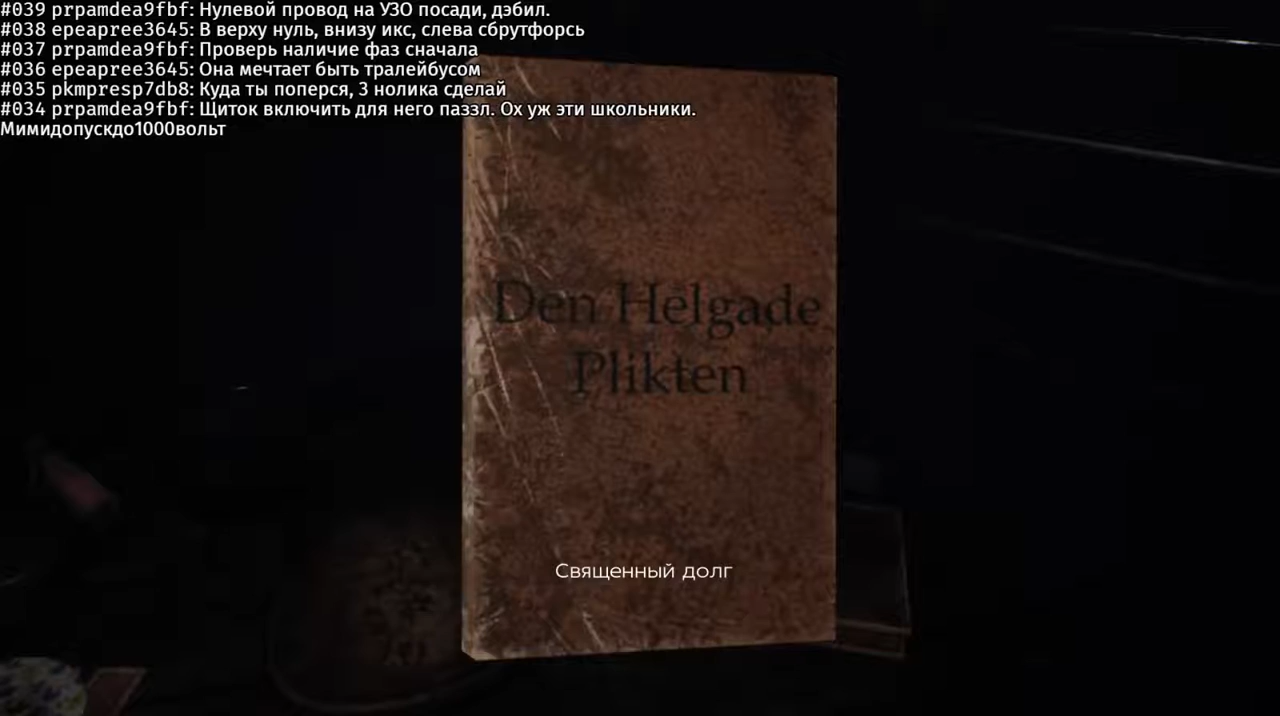 #039 prpamdea9fbf: Нулевой провод на УЗО посади, дэбил.
#038 epeapree3645: В верху нуль, внизу икс, слева сбрутфорсь
#037 prpamdea9fbf: Проверь наличие фаз сначала
#036 epeapree3645: Она мечтает быть тралейбусом
#035 pkmpresp7db8: Куда ты поперся, 3 нолика сделай
#034 prpamdea9fbf: Щиток включить для него паззл. Ох уж эти школьники.
Мимидопускдо1000вольт
Den Helgade
Plikten
Священный долг